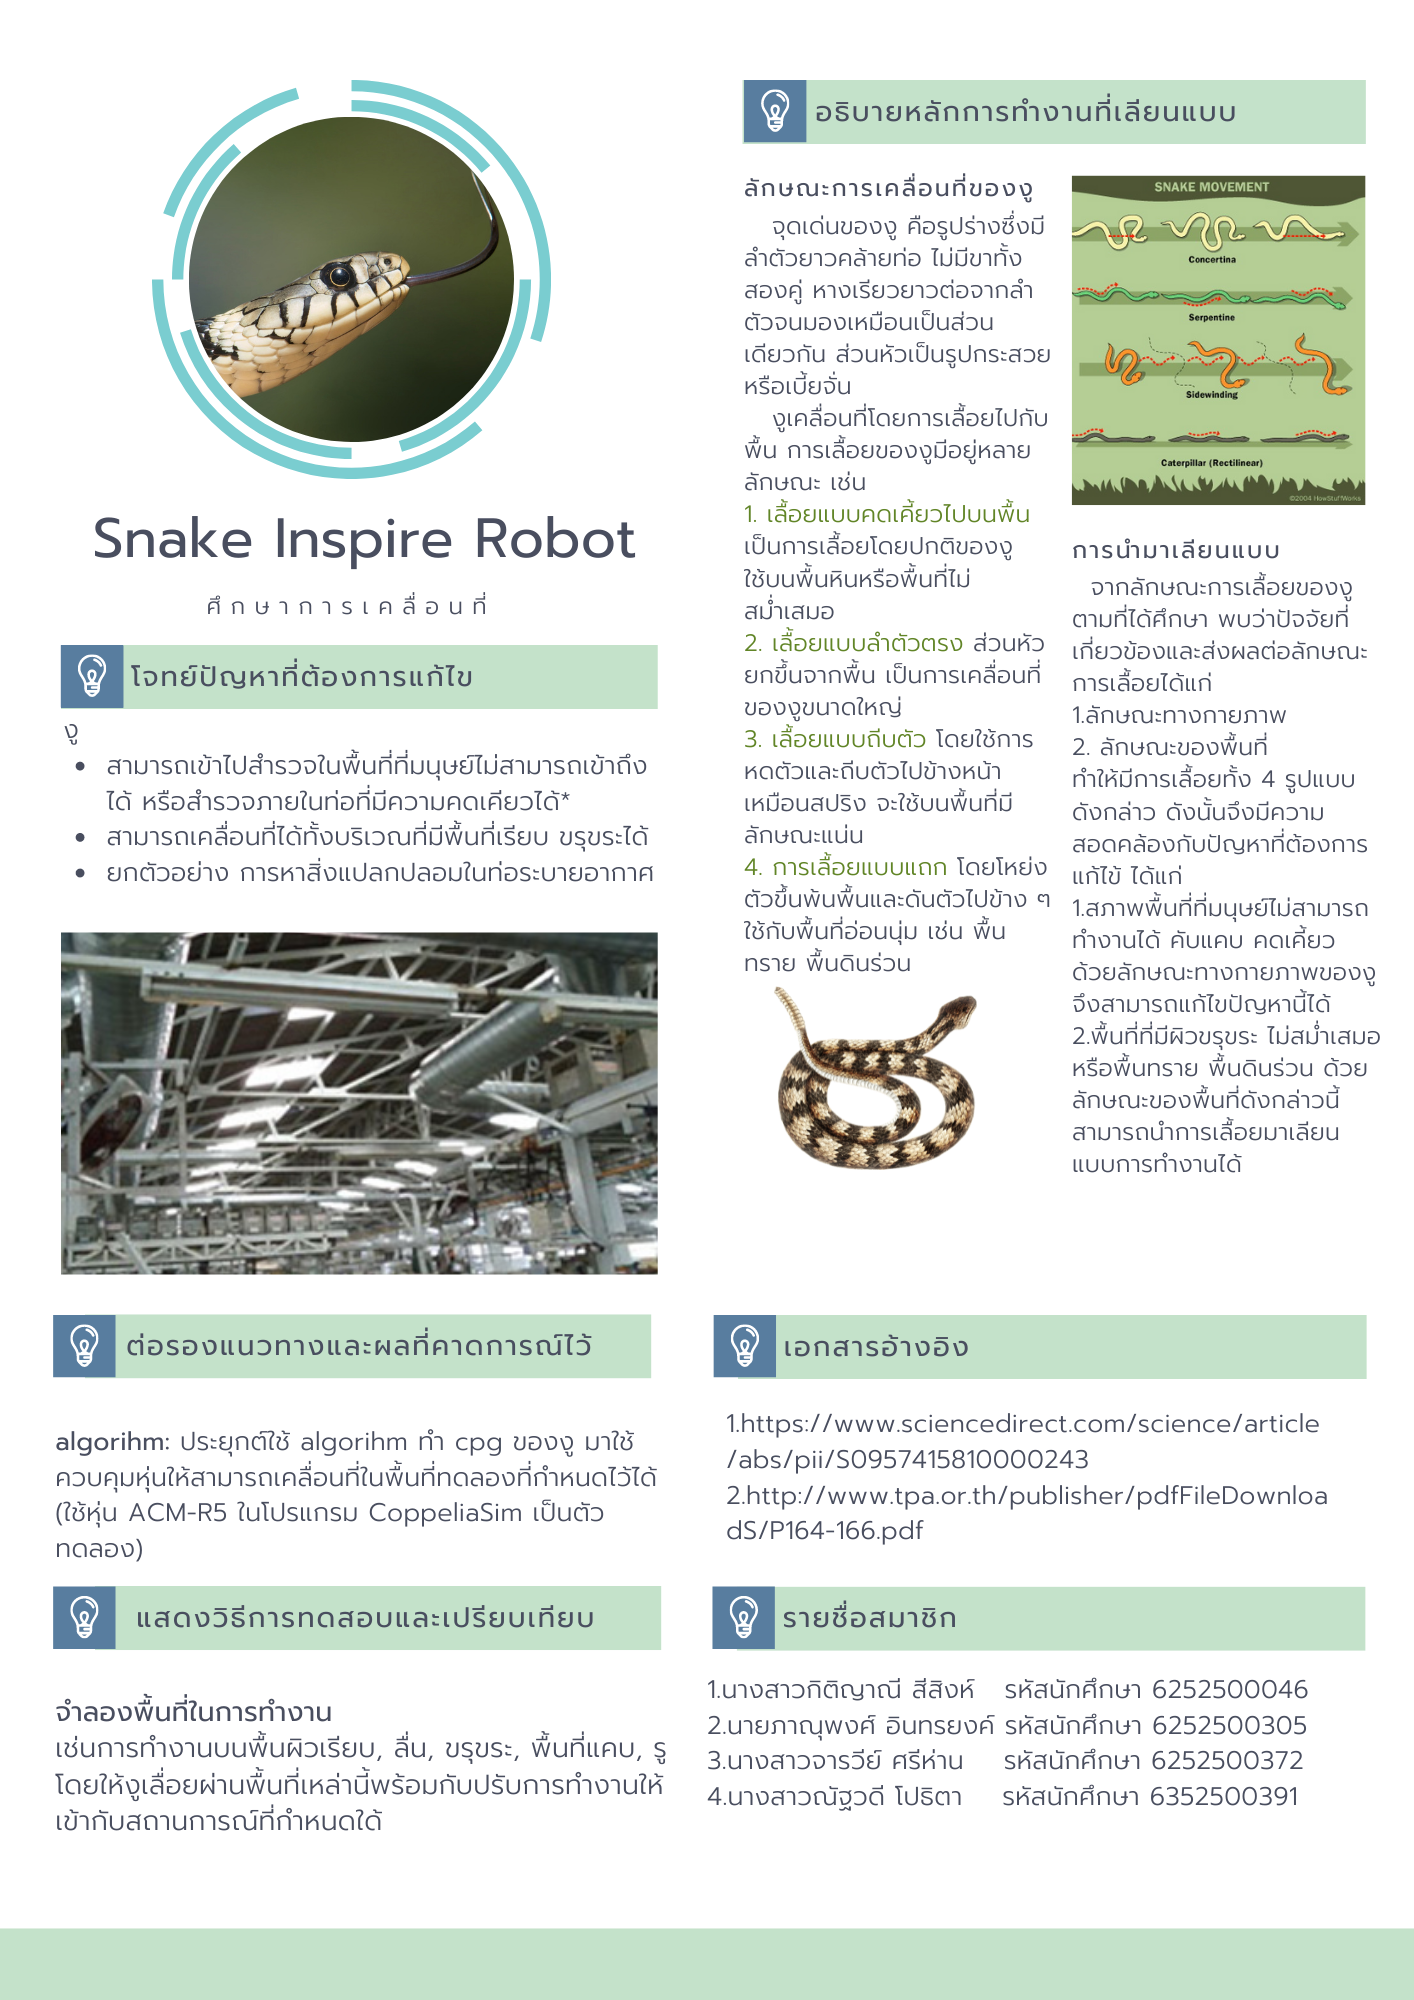 Snake Inspire Robot
ศึกษาการเคลื่อนที่
โจทย์ปัญหาที่ต้องการแก้ไข
งู
สามารถเข้าไปสำรวจในพื้นที่ที่มนุษย์ไม่สามารถเข้าถึง
ได้ หรือสำรวจภายในท่อที่มีความคดเคียวได้*
สามารถเคลื่อนที่ได้ทั้งบริเวณที่มีพื้นที่เรียบ ขรุขระได้
ยกตัวอย่าง การหาสิ่งแปลกปลอมในท่อระบายอากาศ
อธิบายหลักการทำงานที่เลียนแบบ
ลักษณะการเคลื่อนที่ของงู
จุดเด่นของงู คือรูปร่างซึ่งมี
ลำตัวยาวคล้ายท่อ ไม่มีขาทั้ง
สองคู่ หางเรียวยาวต่อจากลำ
ตัวจนมองเหมือนเป็นส่วน
เดียวกัน ส่วนหัวเป็นรูปกระสวย
หรือเบี้ยจั่น
งูเคลื่อนที่โดยการเลื้อยไปกับ
พื้น การเลื้อยของงูมีอยู่หลาย
ลักษณะ เช่น
1. เลื้อยแบบคดเคี้ยวไปบนพื้น
เป็นการเลื้อยโดยปกติของงู
ใช้บนพื้นหินหรือพื้นที่ไม่
สม่ำเสมอ
2. เลื้อยแบบลำตัวตรง ส่วนหัว
ยกขึ้นจากพื้น เป็นการเคลื่อนที่
ของงูขนาดใหญ่
3. เลื้อยแบบถีบตัว โดยใช้การ
หดตัวและถีบตัวไปข้างหน้า
เหมือนสปริง จะใช้บนพื้นที่มี
ลักษณะแน่น
4. การเลื้อยแบบแถก โดยโหย่ง
ตัวขึ้นพ้นพื้นและดันตัวไปข้าง ๆ
ใช้กับพื้นที่อ่อนนุ่ม เช่น พื้น
ทราย พื้นดินร่วน
SNAKE MOVEMENT
Concertina
Serpentine
Sidewinding
Caterpillar (Rectilinear)
©2004 HowStuffWorks
การนำมาเลียนแบบ
จากลักษณะการเลื้อยของงู
ตามที่ได้ศึกษา พบว่าปัจจัยที่
เกี่ยวข้องและส่งผลต่อลักษณะ
การเลื้อยได้แก่
1.ลักษณะทางกายภาพ
2. ลักษณะของพื้นที่
ทำให้มีการเลื้อยทั้ง 4 รูปแบบ
ดังกล่าว ดังนั้นจึงมีความ
สอดคล้องกับปัญหาที่ต้องการ
แก้ไข้ ได้แก่
1.สภาพพื้นที่ที่มนุษย์ไม่สามารถ
ทำงานได้ คับแคบ คดเคี้ยว
ด้วยลักษณะทางกายภาพของงู
จึงสามารถแก้ไขปัญหานี้ได้
2.พื้นที่ที่มีผิวขรุขระ ไม่สม่ำเสมอ
หรือพื้นทราย พื้นดินร่วน ด้วย
ลักษณะของพื้นที่ดังกล่าวนี้
สามารถนำการเลื้อยมาเลียน
แบบการทำงานได้
ต่อรองแนวทางและผลที่คาดการณ์ไว้
algorihm: ประยุกต์ใช้ algorihm ทำ cpg ของงู มาใช้
ควบคุมหุ่นให้สามารถเคลื่อนที่ในพื้นที่ทดลองที่กำหนดไว้ได้
(ใช้หุ่น ACM-R5 ในโปรแกรม CoppeliaSim เป็นตัว
ทดลอง)
แสดงวิธีการทดสอบและเปรียบเทียบ
จำลองพื้นที่ในการทำงาน
เช่นการทำงานบนพื้นผิวเรียบ, ลื่น, ขรุขระ, พื้นที่แคบ, รู
โดยให้งูเลื่อยผ่านพื้นที่เหล่านี้พร้อมกับปรับการทำงานให้
เข้ากับสถานการณ์ที่กำหนดใด้
เอกสารอ้างอิง
1.https://www.sciencedirect.com/science/article
/abs/pii/S0957415810000243
2.http://www.tpa.or.th/publisher/pdfFileDownloa
dS/P164-166.pdf
รายชื่อสมาชิก
1.นางสาวกิติญาณี สีสิงห์ รหัสนักศึกษา 6252500046
2.นายภาณุพงศ์ อินทรยงค์ รหัสนักศึกษา 6252500305
3.นางสาวจารวีย์ ศรีห่าน รหัสนักศึกษา 6252500372
4.นางสาวณัฐวดี โปธิตา รหัสนักศึกษา 6352500391